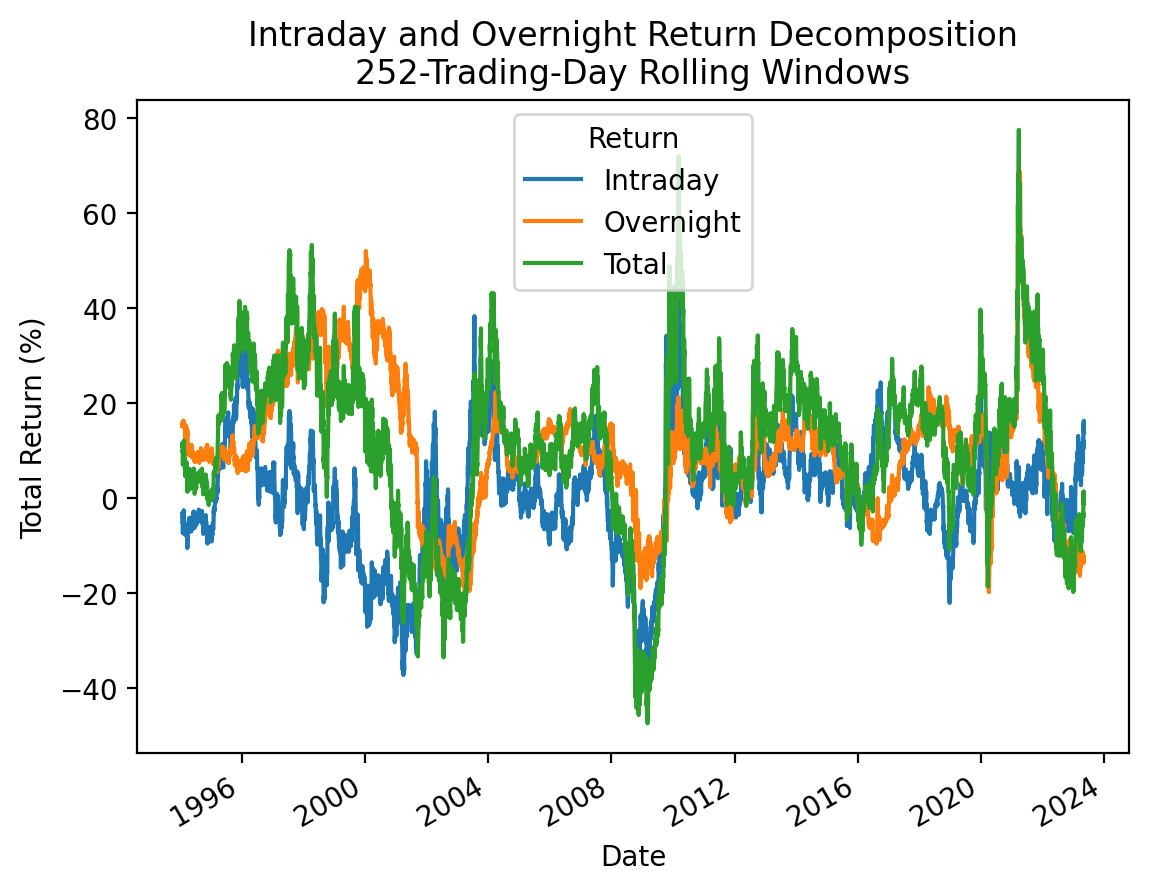 Intraday and Overnight Return Decomposition
252-Trading-Day Rolling Windows
Return
Intraday
Overnight
Total
Total Return (%)
80
60
40
20
0
−20
−40
1996
2000
2004
2008
2012
2016
2020
2024
Date